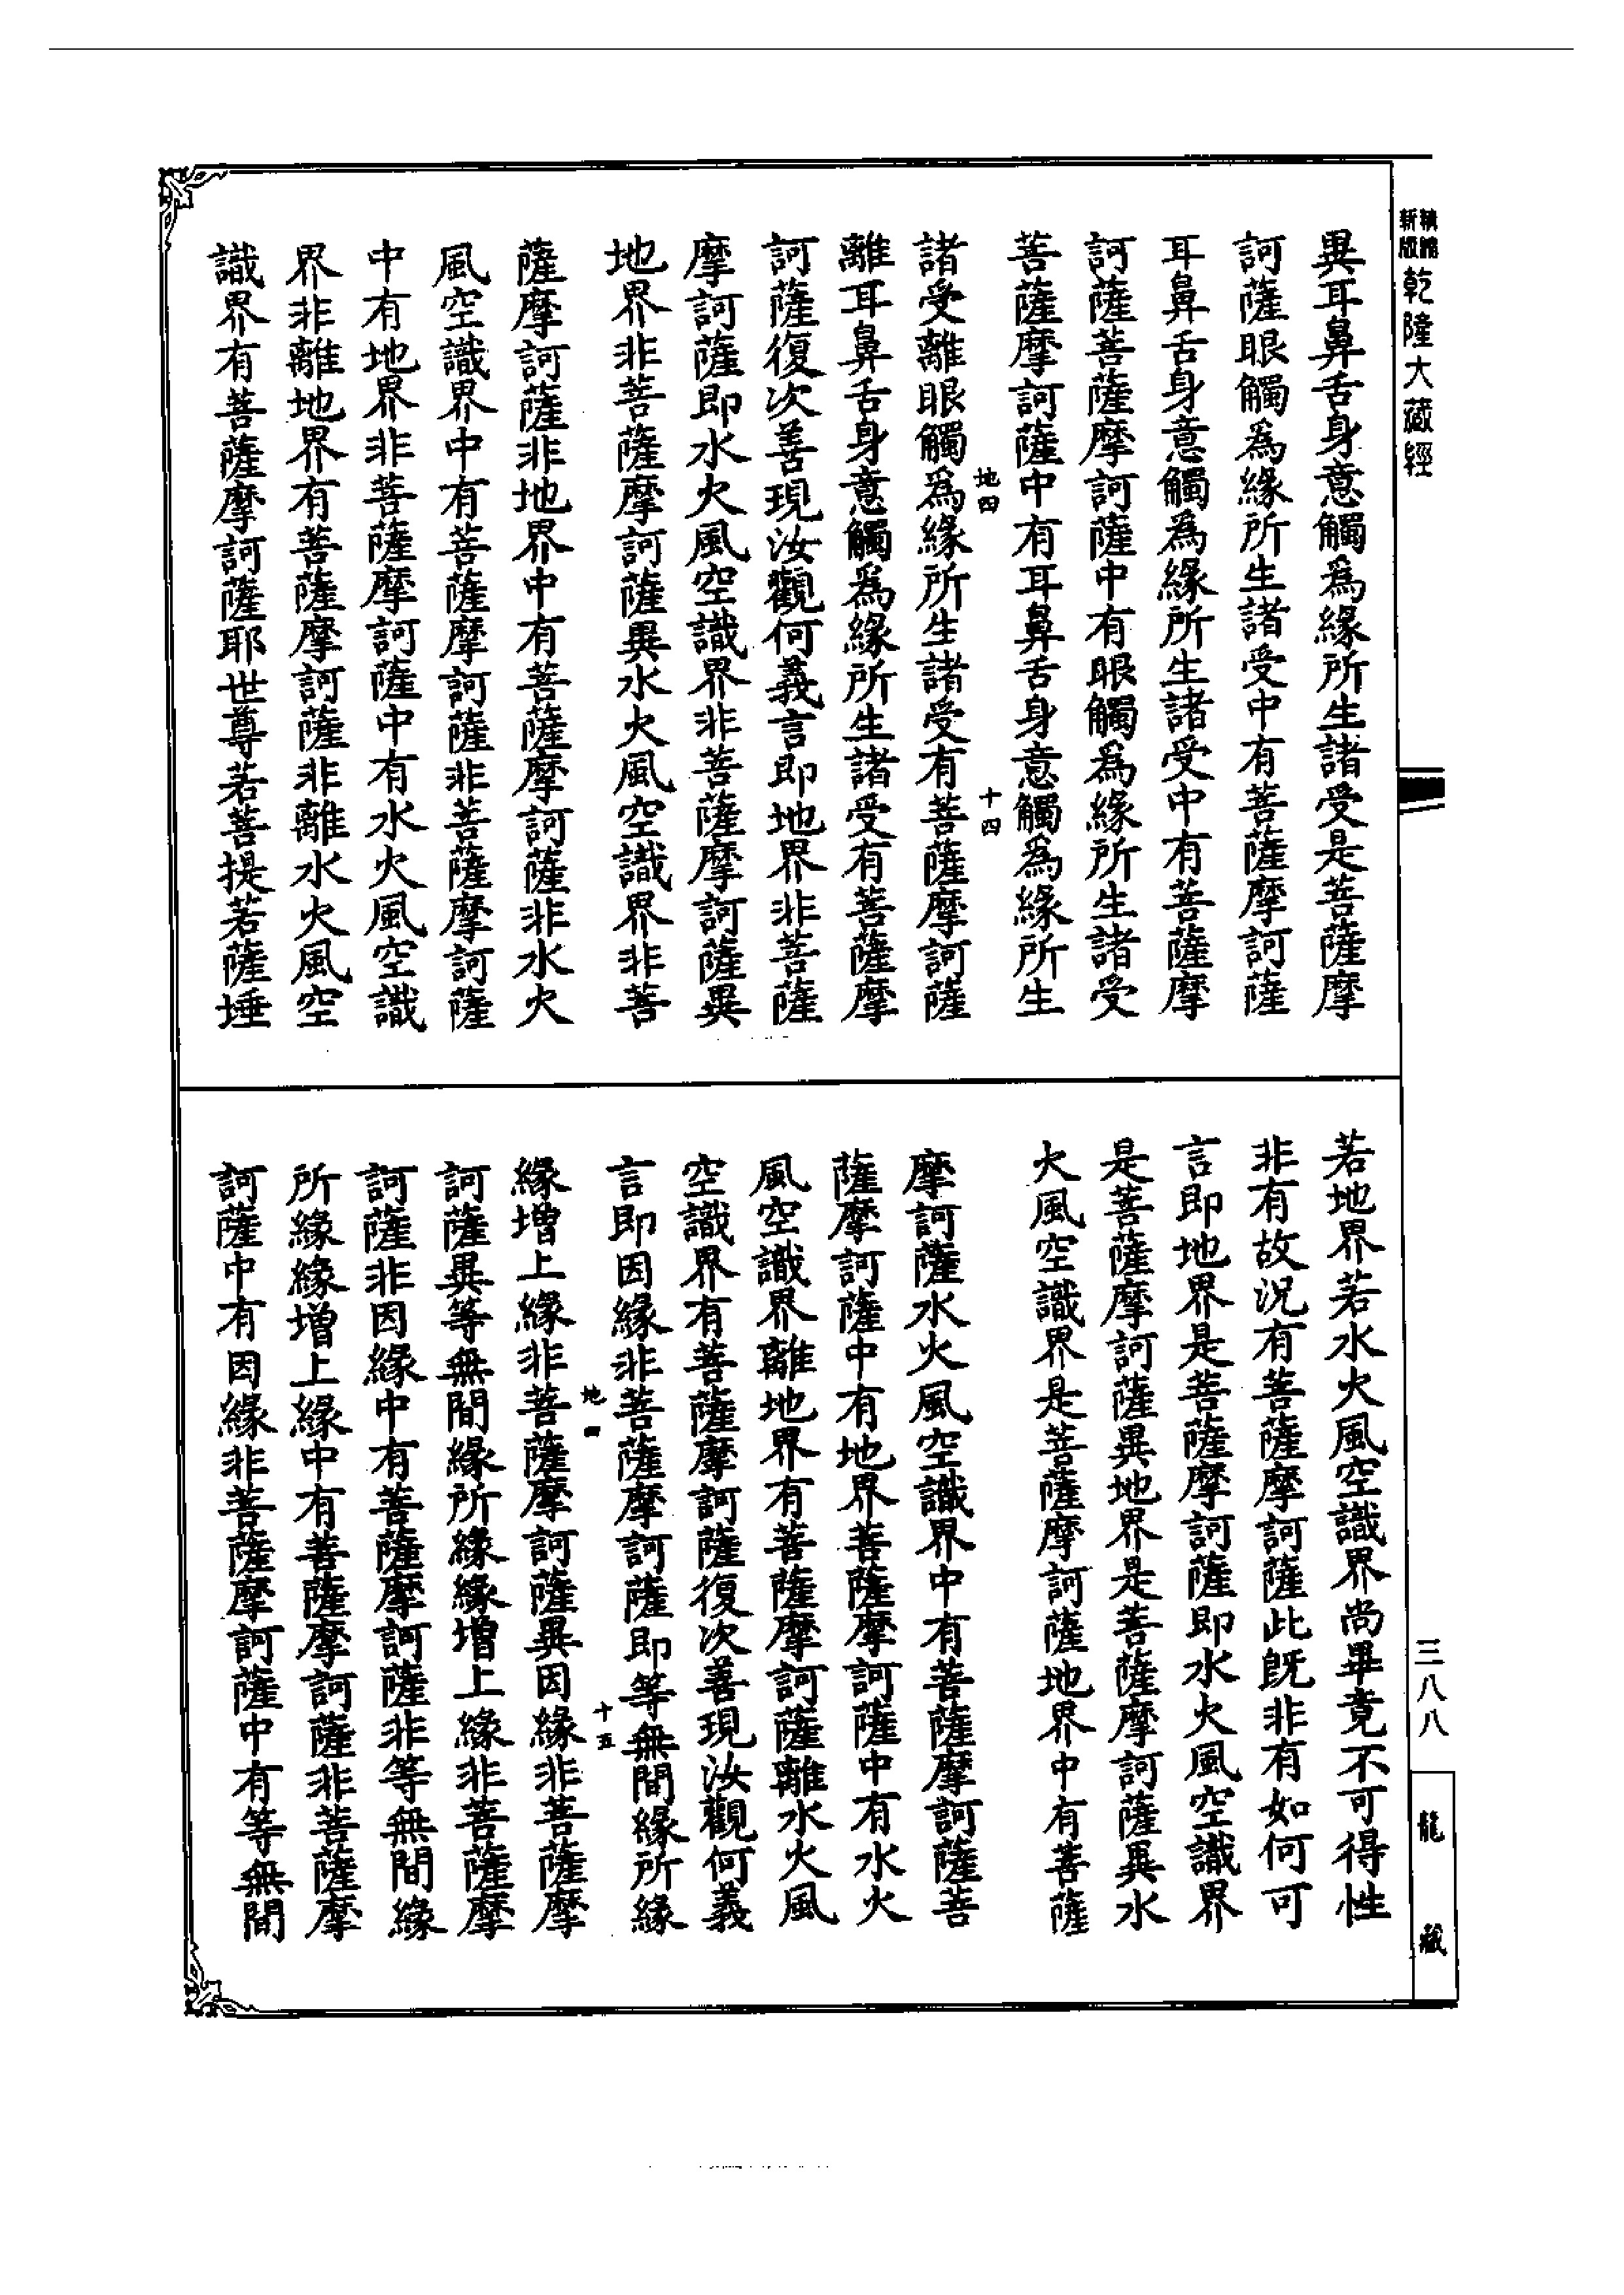 新版
精縮
乾隆大藏經
異耳鼻舌身意觸為緣所生諸受是菩薩摩
訶薩眼觸為緣所生諸受中有菩薩摩訶薩
耳鼻舌身意觸為緣所生諸受中有菩薩摩
訶薩菩薩摩訶薩中有眼觸為緣所生諸受
菩薩摩訶薩中有耳鼻舌身意觸為緣所生
地四
十四
諸受離眼觸為緣所生諸受有菩薩摩訶薩
離耳鼻舌身意觸為緣所生諸受有菩薩摩
訶薩復次善現汝觀何義言即地界非菩薩
摩訶薩即水火風空識界非菩薩摩訶薩異
地界非菩薩摩訶薩異水火風空識界非菩
薩摩訶薩非地界中有菩薩摩訶薩非水火
風空識界中有菩薩摩訶薩非菩薩摩訶薩
中有地界非菩薩摩訶薩中有水火風空識
界非離地界有菩薩摩訶薩非離水火風空
識界有菩薩摩訶薩耶世尊若菩提若薩埵
若地界若水火風空識界尚畢竟不可得性
非有故況有菩薩摩訶薩此既非有如何可
言即地界是菩薩摩訶薩即水火風空識界
是菩薩摩訶薩異地界是菩薩摩訶薩異水
火風空識界是菩薩摩訶薩地界中有菩薩
摩訶薩水火風空識界中有菩薩摩訶薩菩
薩摩訶薩中有地界菩薩摩訶薩中有水火
風空識界離地界有菩薩摩訶薩離水火風
空識界有菩薩摩訶薩復次善現汝觀何義
言即因緣非菩薩摩訶薩即等無間緣所緣
地四
十五
緣增上緣非菩薩摩訶薩異因緣非菩薩摩
訶薩異等無間緣所緣緣增上緣非菩薩摩
訶薩非因緣中有菩薩摩訶薩非等無間緣
所緣緣增上緣中有菩薩摩訶薩非菩薩摩
訶薩中有因緣非菩薩摩訶薩中有等無間
三八八
龍藏